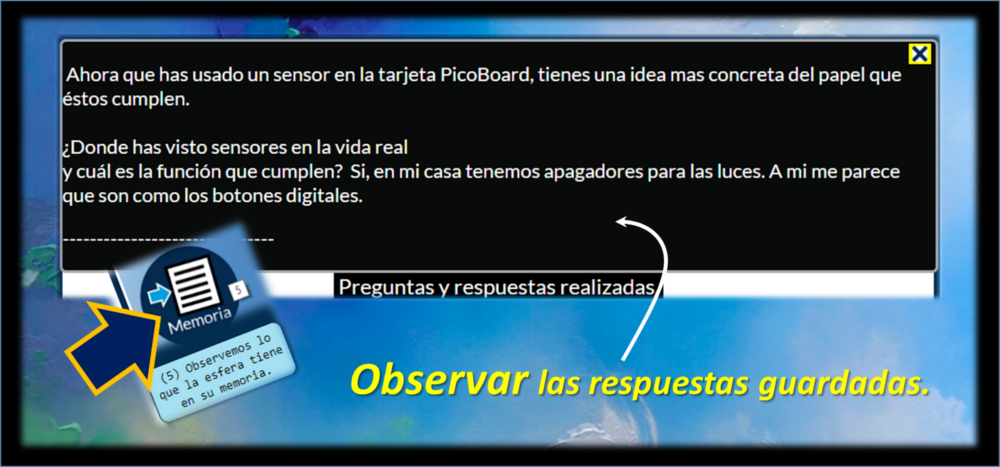 Ahora que has usado un sensor en la tarjeta PicoBoard, tienes una idea mas concreta del papel que
éstos cumplen.
¿Donde has visto sensores en la vida real
y cuál es la función que cumplen?  Si, en mi casa tenemos apagadores para las luces. A mi me parece
que son como los botones digitales.
-------------------------------
Preguntas y respuestas realizadas
5
Memoria
(5) Observemos lo
que la esfera tiene
en su memoria.
Observar las respuestas guardadas.